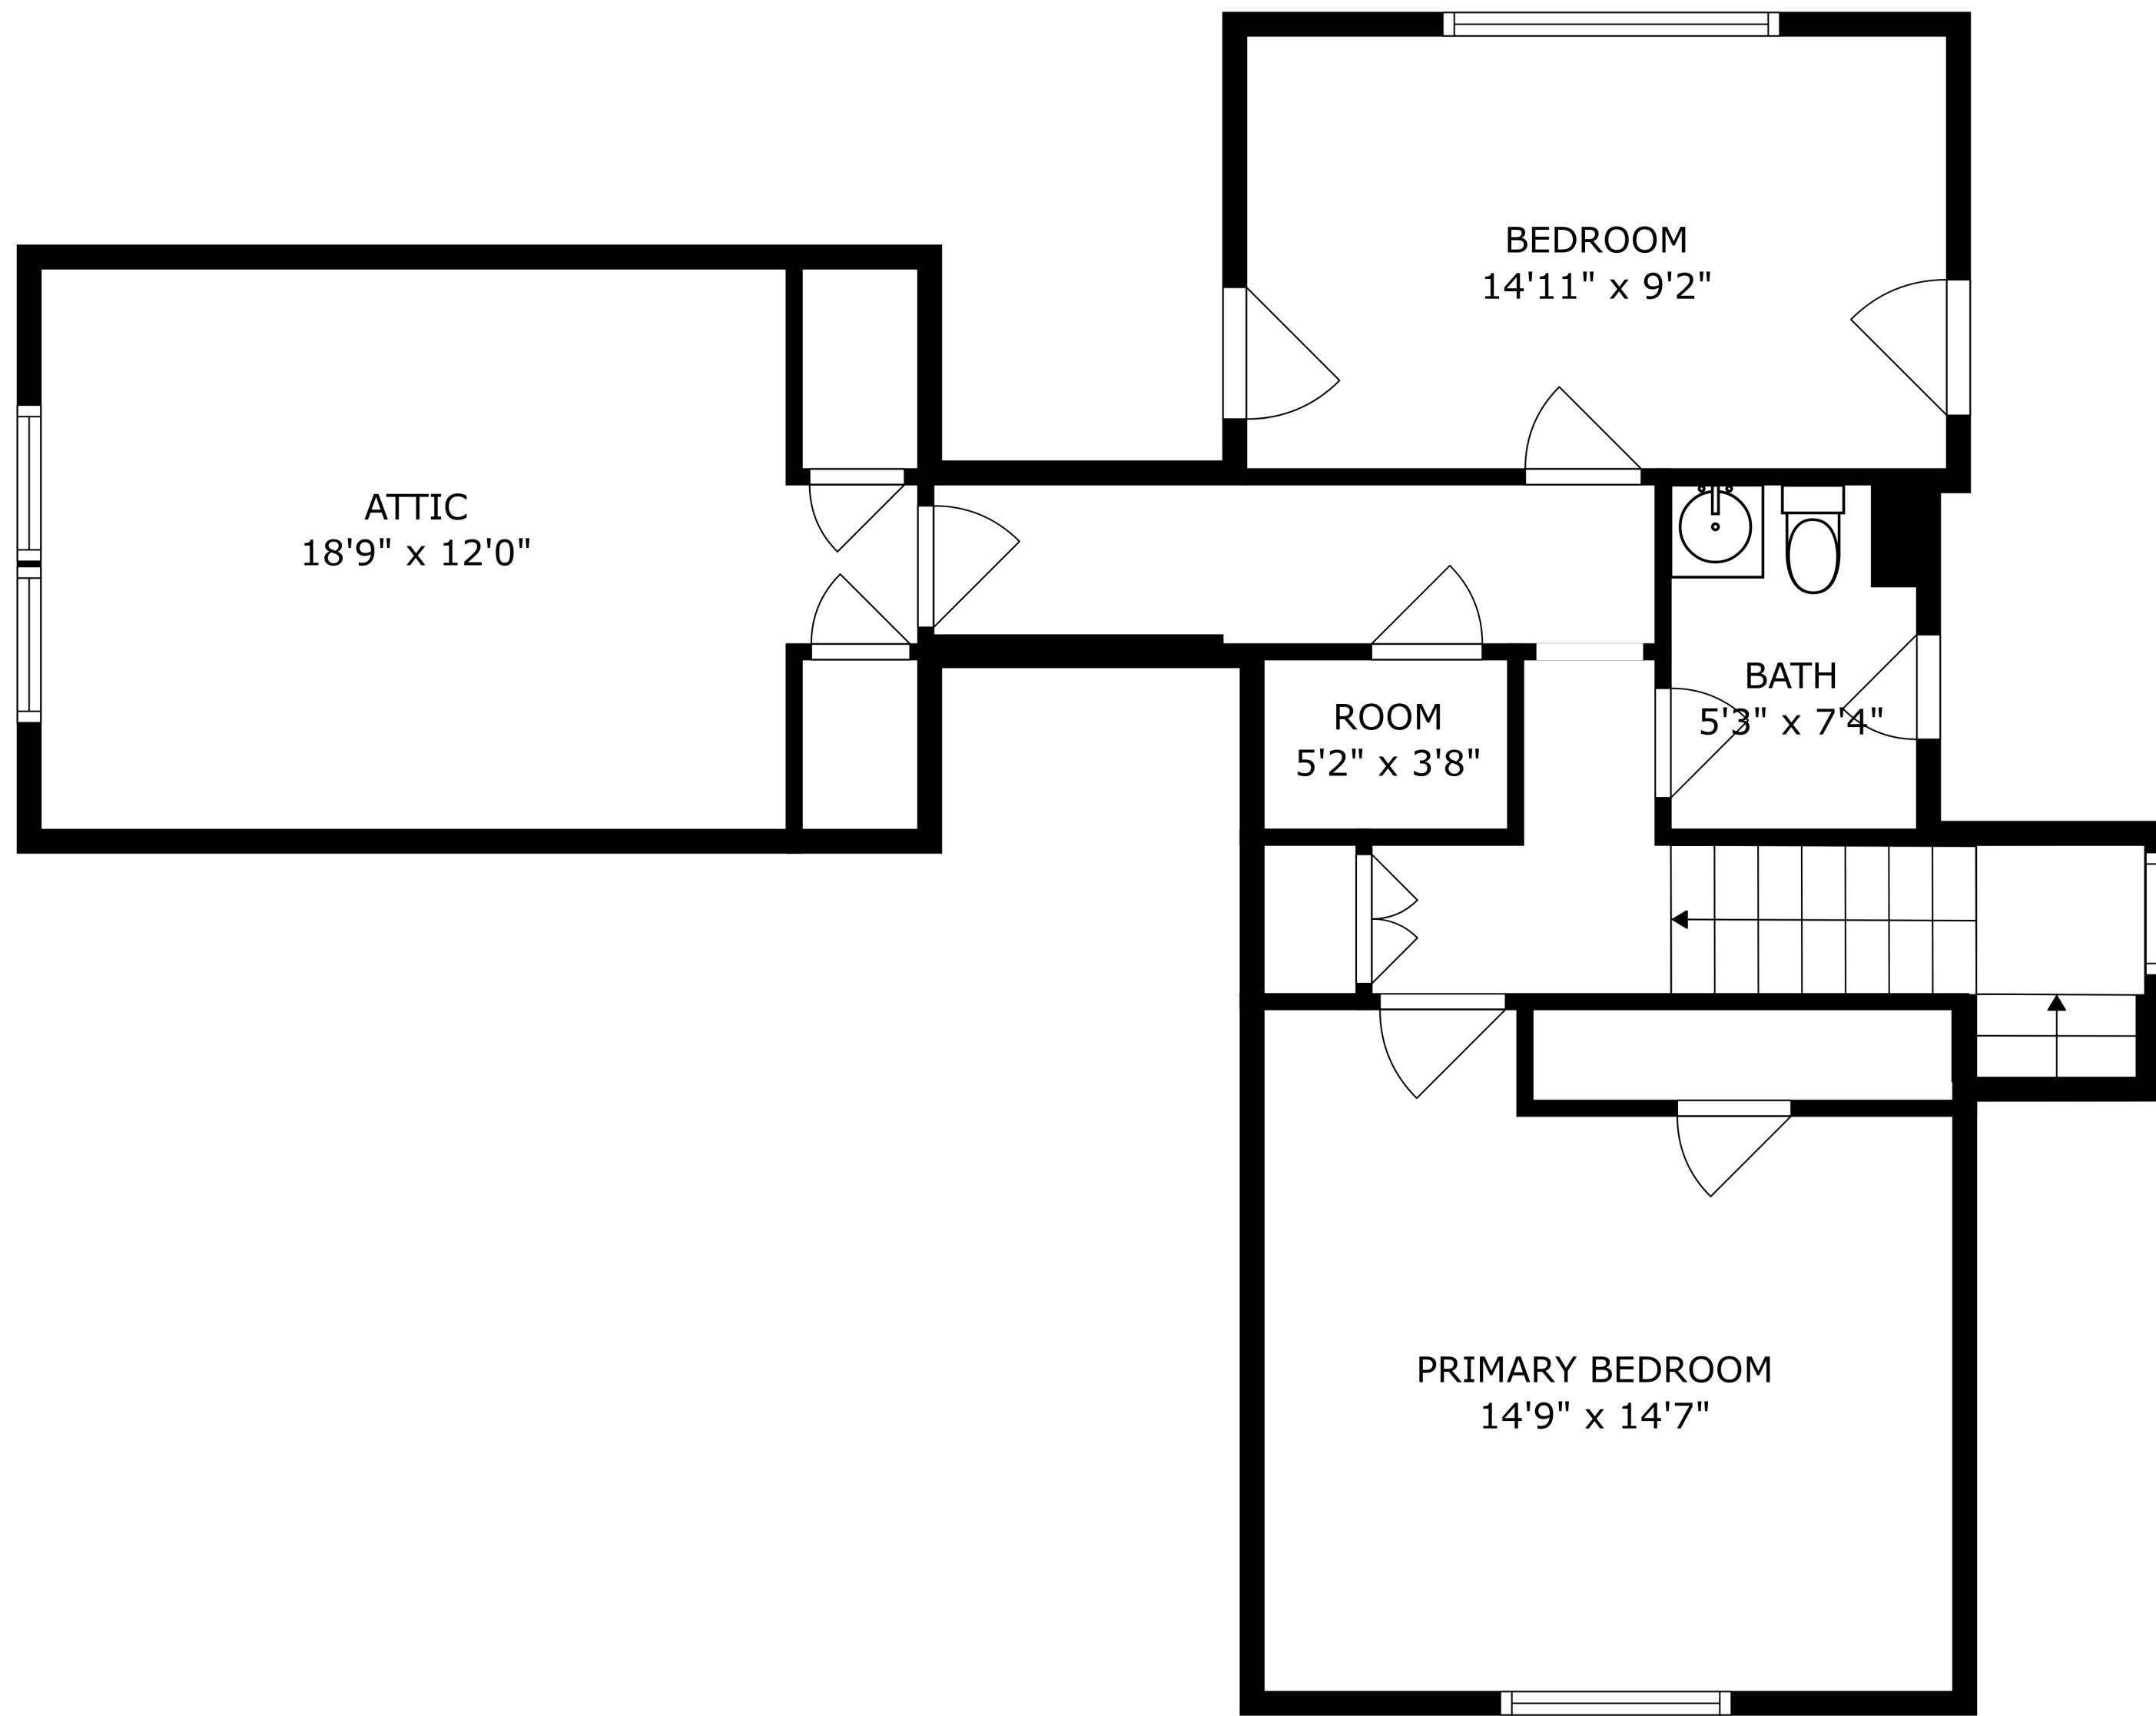 BEDROOM
14'11" x 9'2"
ATTIC
18'9" x 12'0"
BATH
5'3" x 7'4"
ROOM
5'2" x 3'8"
PRIMARY BEDROOM
14'9" x 14'7"